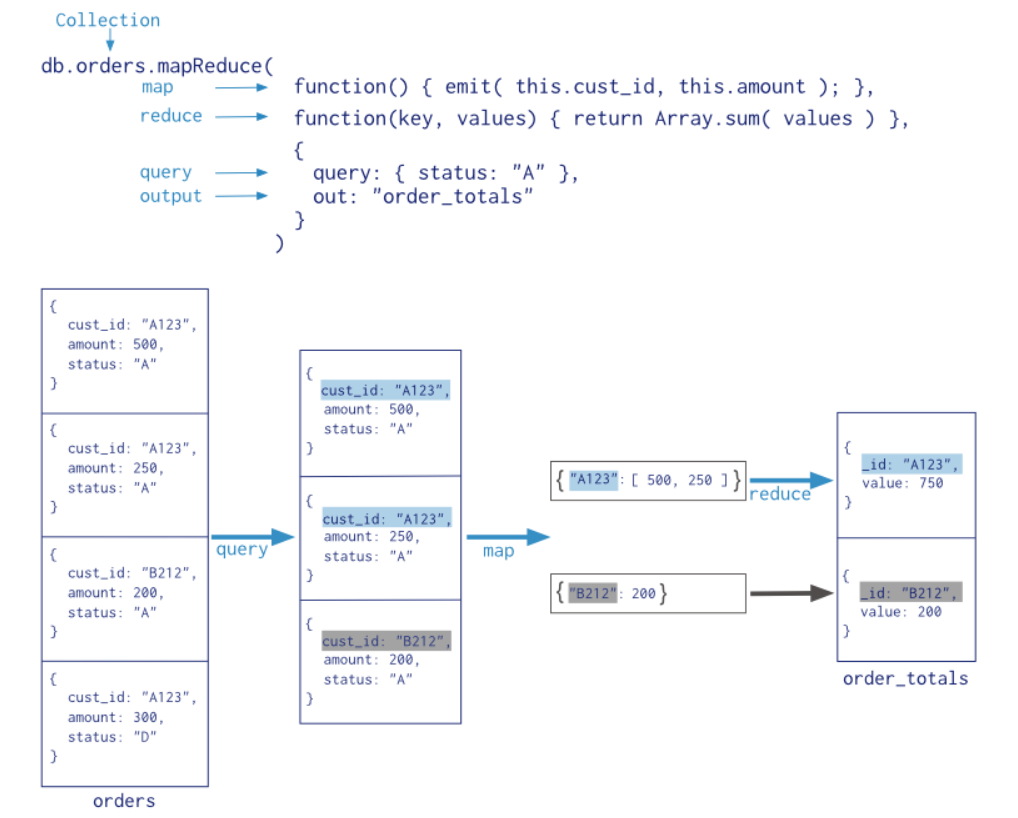 Collection
db.orders.mapReduce(
map function() { emit( this.cust_id, this.amount ); },
reduce function(key, values) { return Array.sum( values ) },
{
query query: { status: "A" },
output out: "order_totals"
}
)
{
cust_id: "A123",
amount: 500,
status: "A"
}
{
cust_id: "A123",
amount: 250,
status: "A"
}
{
cust_id: "B212",
amount: 200,
status: "A"
}
{
cust_id: "A123",
amount: 300,
status: "D"
}
orders
query
{
cust_id: "A123",
amount: 500,
status: "A"
}
{
cust_id: "A123",
amount: 250,
status: "A"
}
{
cust_id: "B212",
amount: 200,
status: "A"
}
map
{ "A123": [ 500, 250 ] }
reduce
{ "B212": 200 }
{
_id: "A123",
value: 750
}
{
_id: "B212",
value: 200
}
order_totals